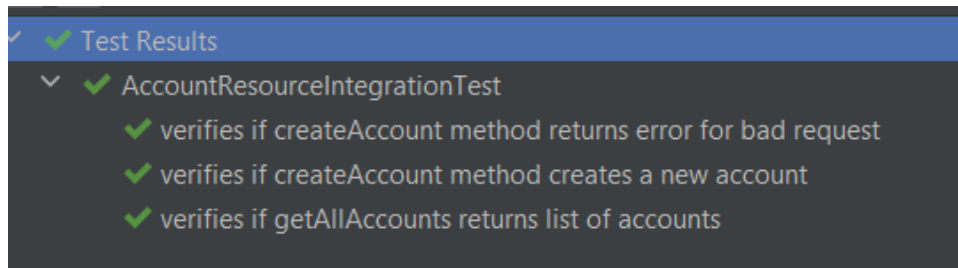 Test Results
AccountResourceIntegrationTest
verifies if createAccount method returns error for bad request
verifies if createAccount method creates a new account
verifies if getAllAccounts returns list of accounts